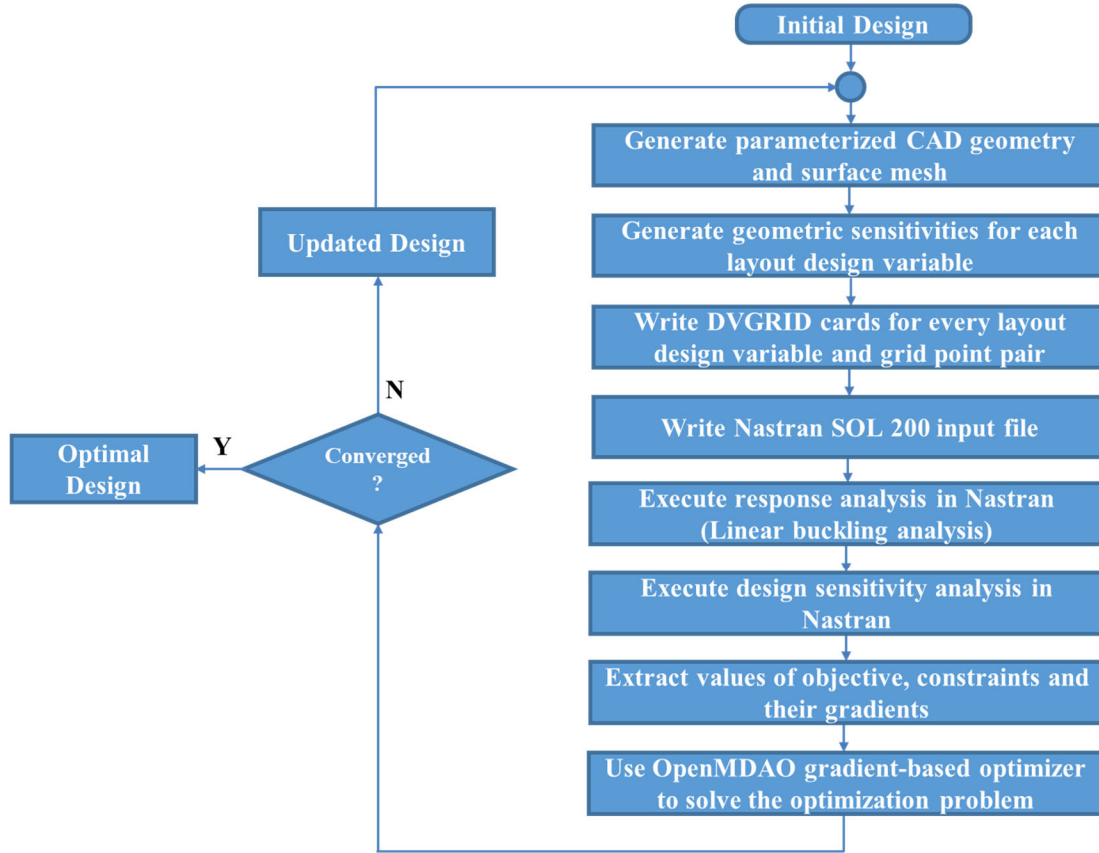 Initial Design
Generate parameterized CAD geometry
and surface mesh
Generate geometric sensitivities for each
layout design variable
Write DVGRID cards for every layout
design variable and grid point pair
Write Nastran SOL 200 input file
Execute response analysis in Nastran
(Linear buckling analysis)
Execute design sensitivity analysis in
Nastran
Extract values of objective, constraints and
their gradients
Use OpenMDAO gradient-based optimizer
to solve the optimization problem
Converged
?
N
Updated Design
Y
Optimal
Design